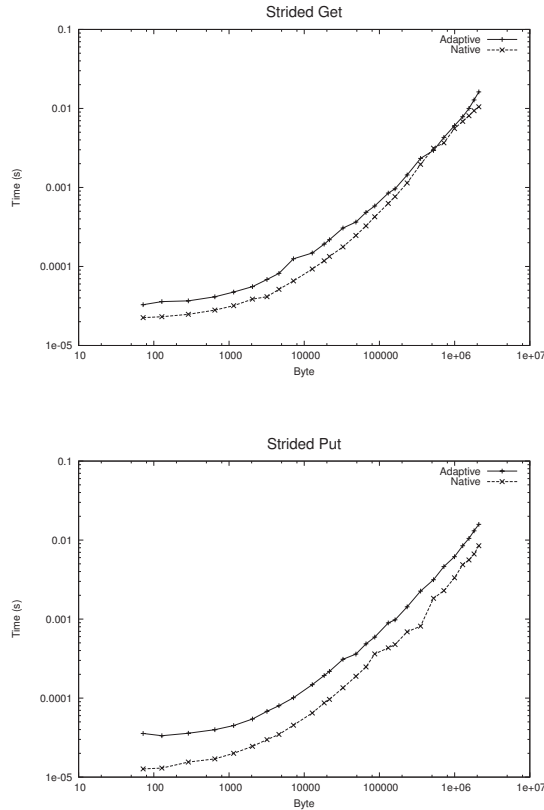 Strided Get
Adaptive
Native
0.1
0.01
0.001
0.0001
1e-05
Time (s)
10 100 1000 10000 100000 1e+06 1e+07
Byte
Strided Put
Adaptive
Native
0.1
0.01
0.001
0.0001
1e-05
Time (s)
10 100 1000 10000 100000 1e+06 1e+07
Byte